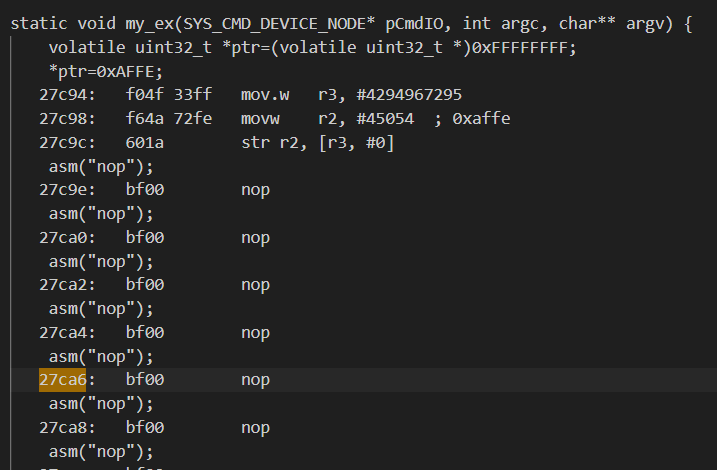 static void my_ex(SYS_CMD_DEVICE_NODE* pCmdIO, int argc, char** argv) {
    volatile uint32_t *ptr=(volatile uint32_t *)0xFFFFFFFF;
    *ptr=0xAFFE;
   27c94:   f04f 33ff   mov.w   r3, #4294967295
   27c98:   f64a 72fe   movw    r2, #45054  ; 0xaffe
   27c9c:   601a        str r2, [r3, #0]
    asm("nop");
   27c9e:   bf00        nop
    asm("nop");
   27ca0:   bf00        nop
    asm("nop");
   27ca2:   bf00        nop
    asm("nop");
   27ca4:   bf00        nop
    asm("nop");
   27ca6:   bf00        nop
    asm("nop");
   27ca8:   bf00        nop
    asm("nop");